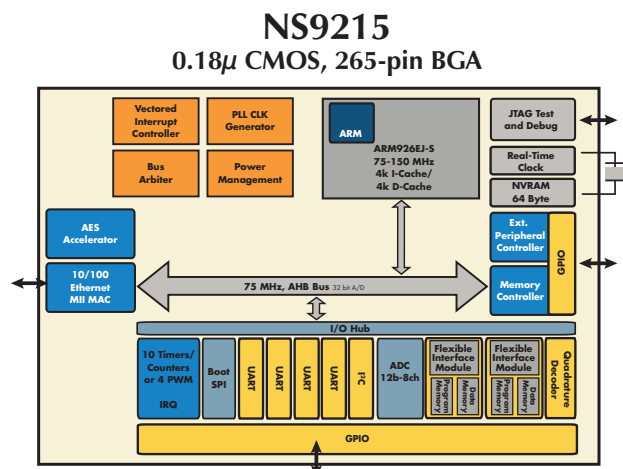 NS9215
0.18μ CMOS, 265-pin BGA
Vectored
Interrupt
Controller
PLL CLK
Generator
Bus
Arbiter
Power
Management
ARM
ARM926EJ-S
75-150 MHz
4k I-Cache/
4k D-Cache
JTAG Test
and Debug
Real-Time
Clock
NVRAM
64 Byte
AES
Accelerator
10/100
Ethernet
MII MAC
75 MHz, AHB Bus 32 bit A/D
Ext.
Peripheral
Controller
Memory
Controller
GPIO
I/O Hub
10 Timers/
Counters
or 4 PWM
IRQ
Boot
SPI
UART
UART
UART
UART
I²C
ADC
12b-8ch
Flexible
Interface
Module
Program
Memory
Data
Memory
Flexible
Interface
Module
Program
Memory
Data
Memory
Quadrature
Decoder
GPIO